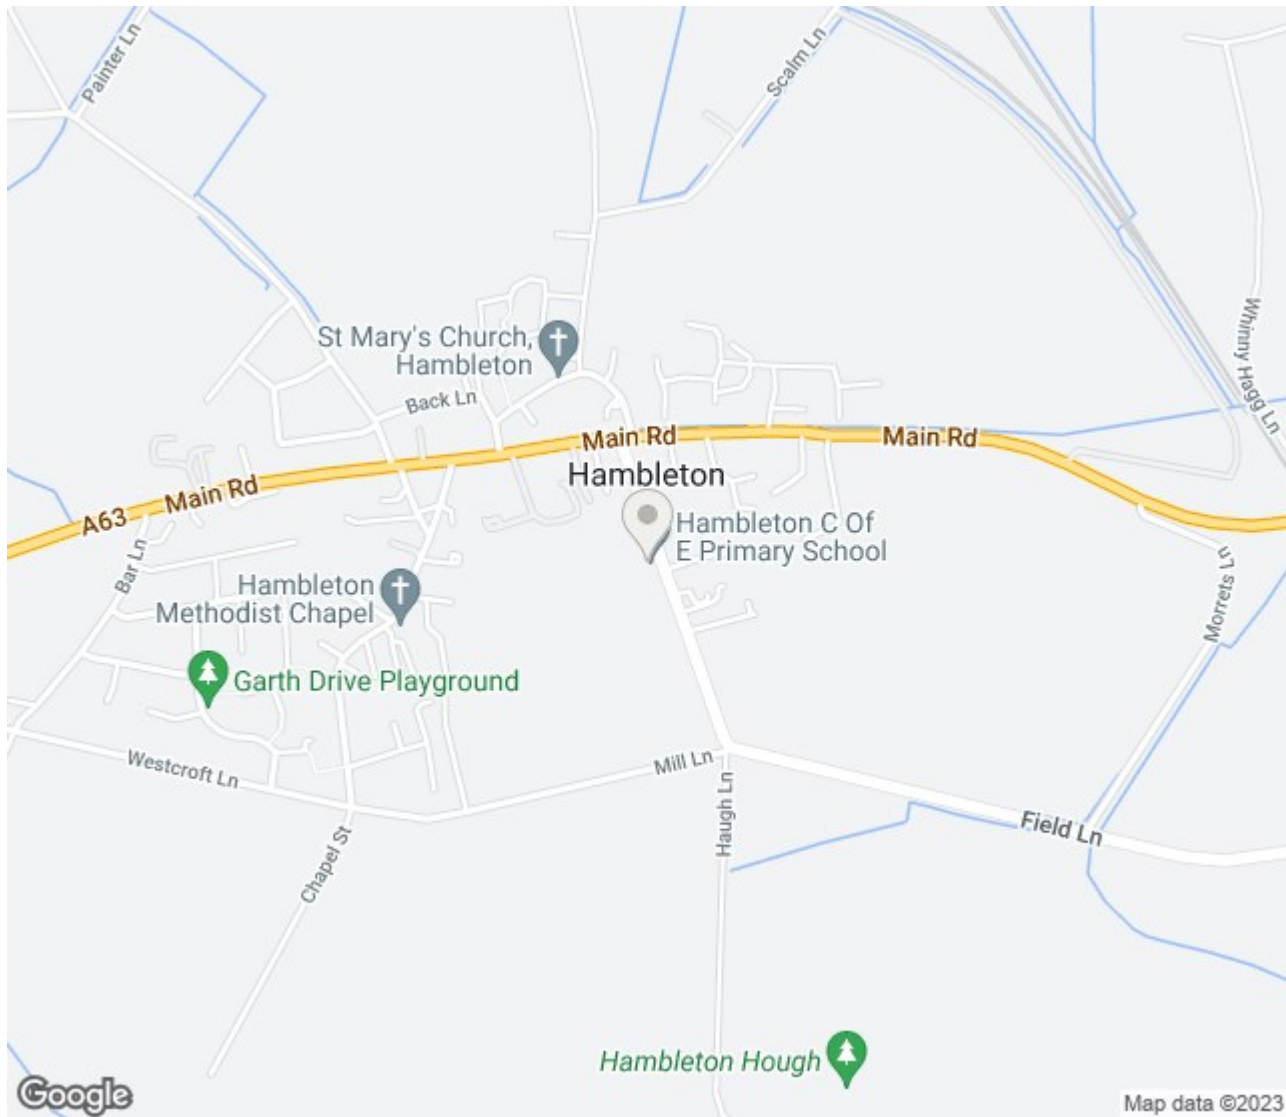 Painter Ln
Scalm Ln
Whinny Hagg Ln
St Mary's Church,
Hambleton
Back Ln
Main Rd
Main Rd
Hambleton
A63
Main Rd
Hambleton C Of
E Primary School
Bar Ln
Hambleton
Methodist Chapel
Morrets Ln
Garth Drive Playground
Westcroft Ln
Mill Ln
Haugh Ln
Field Ln
Chapel St
Hambleton Hough
Google
Map data ©2023